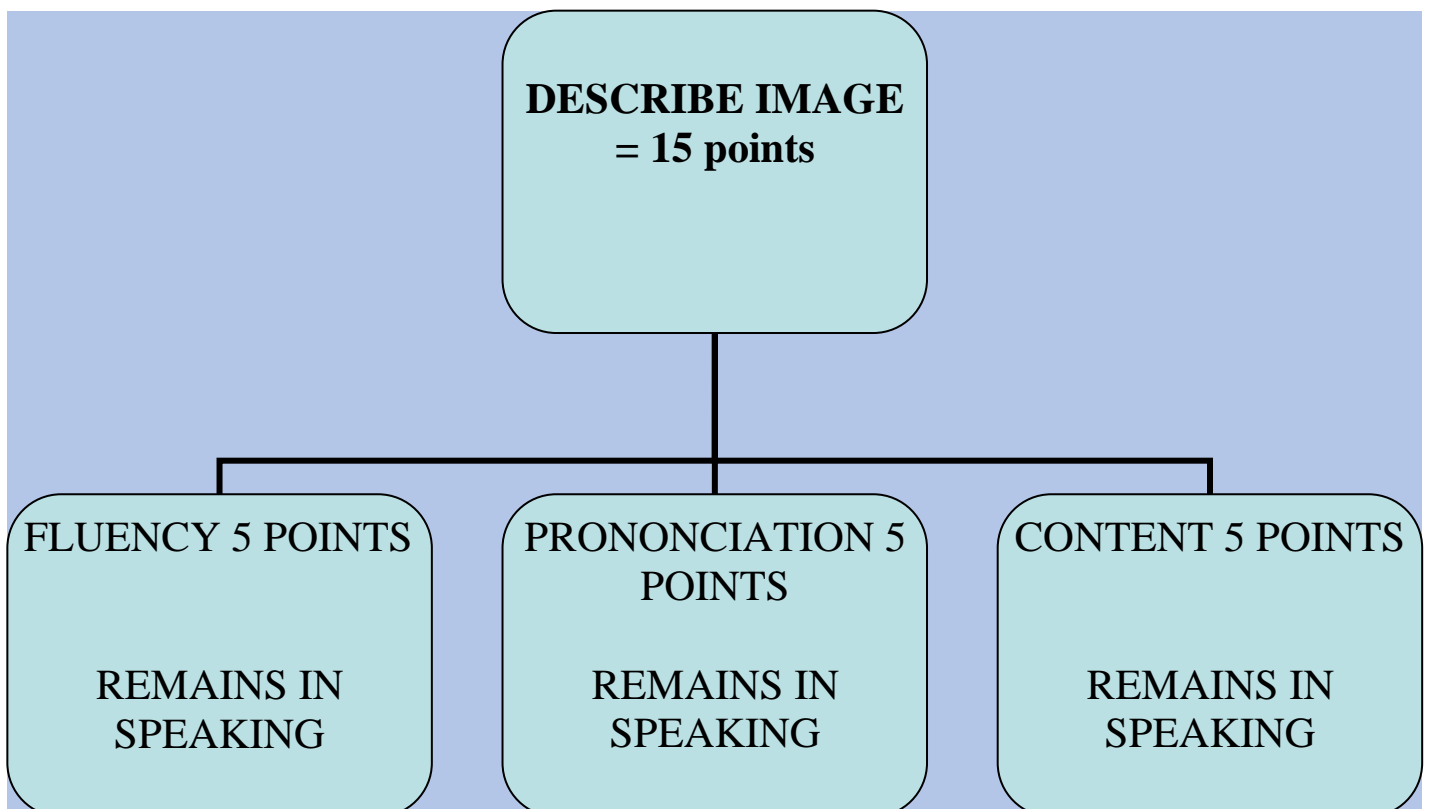 DESCRIBE IMAGE
= 15 points
FLUENCY 5 POINTS
REMAINS IN
SPEAKING
PRONONCIATION 5
POINTS
REMAINS IN
SPEAKING
CONTENT 5 POINTS
REMAINS IN
SPEAKING